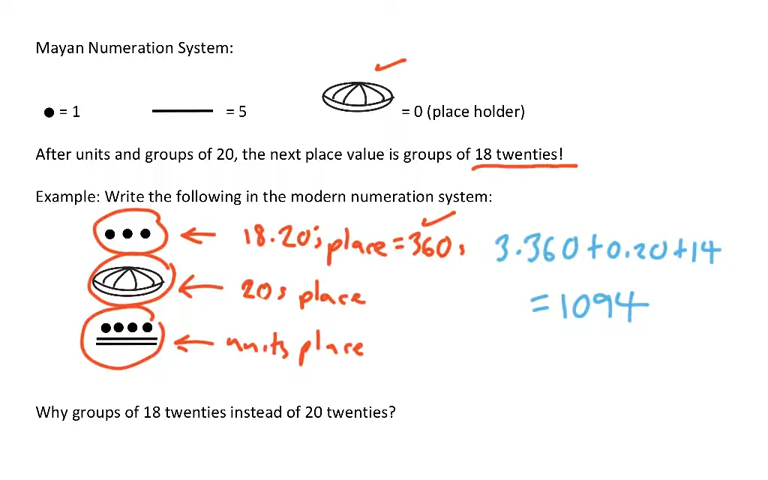 Mayan Numeration System:
= 1 = 5 = 0 (place holder)
After units and groups of 20, the next place value is groups of 18 twenties!
Example: Write the following in the modern numeration system:
18·20's place = 360s 3·360+0·20+14
20s place =1094
units place
Why groups of 18 twenties instead of 20 twenties?